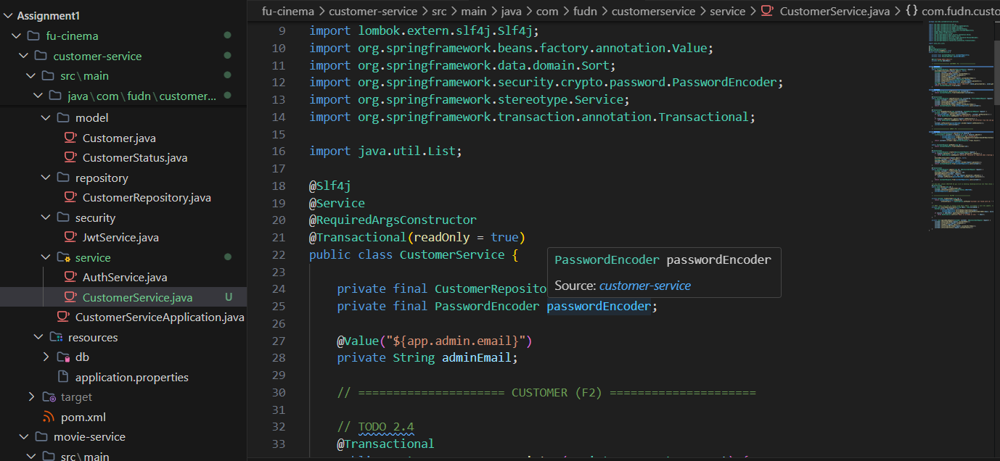 Assignment1
fu-cinema
customer-service
src\main
java\com\fudn\customer...
model
Customer.java
CustomerStatus.java
repository
CustomerRepository.java
security
JwtService.java
service
AuthService.java
CustomerService.java U
CustomerServiceApplication.java
resources
db
application.properties
target
pom.xml
movie-service
src\main
fu-cinema > customer-service > src > main > java > com > fudn > customerservice > service > CustomerService.java > {} com.fudn.custo
9 import lombok.extern.slf4j.Slf4j;
10 import org.springframework.beans.factory.annotation.Value;
11 import org.springframework.data.domain.Sort;
12 import org.springframework.security.crypto.password.PasswordEncoder;
13 import org.springframework.stereotype.Service;
14 import org.springframework.transaction.annotation.Transactional;
15
16 import java.util.List;
17
18 @Slf4j
19 @Service
20 @RequiredArgsConstructor
21 @Transactional(readOnly = true)
22 public class CustomerService {
23
PasswordEncoder passwordEncoder
Source: customer-service
24 private final CustomerReposito
25 private final PasswordEncoder passwordEncoder;
26
27 @Value("${app.admin.email}")
28 private String adminEmail;
29
30 // ===================== CUSTOMER (F2) =====================
31
32 // TODO 2.4
33 @Transactional